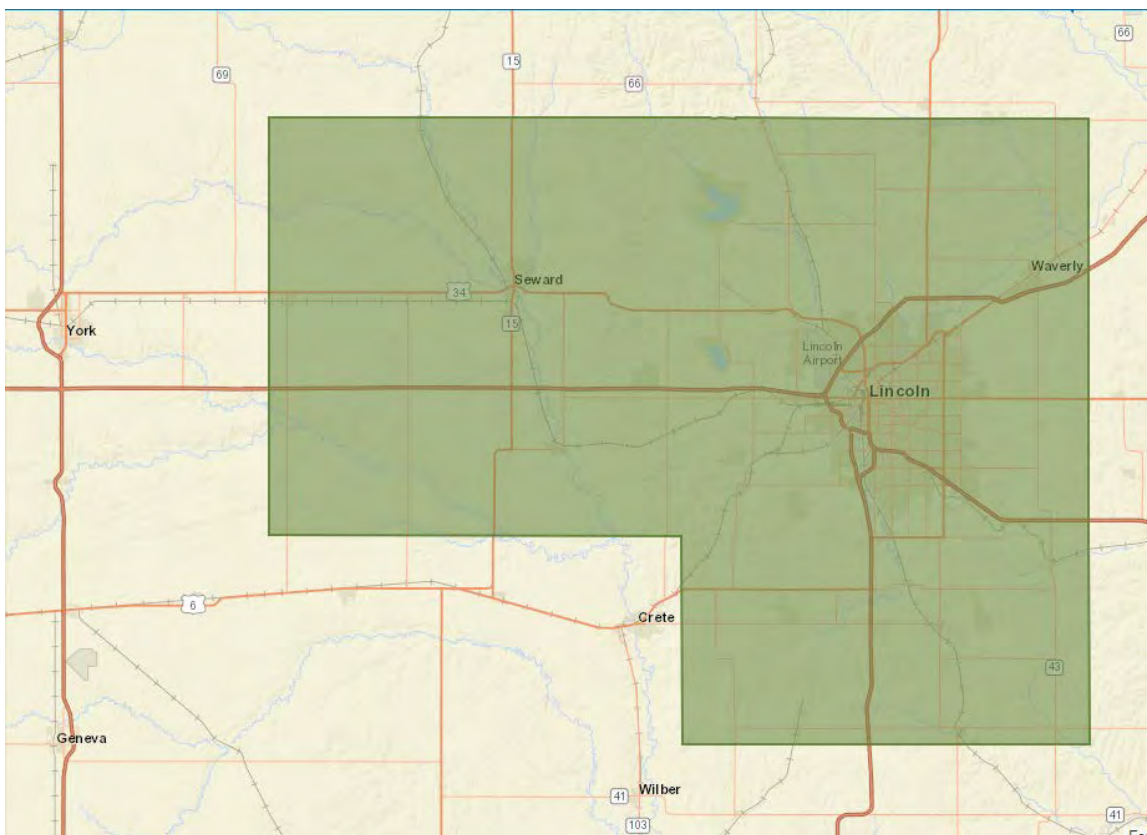 66
15
69
66
Seward
34
Waverly
15
York
Lincoln
Airport
Lincoln
6
Crete
43
Geneva
Wilber
41
103
41